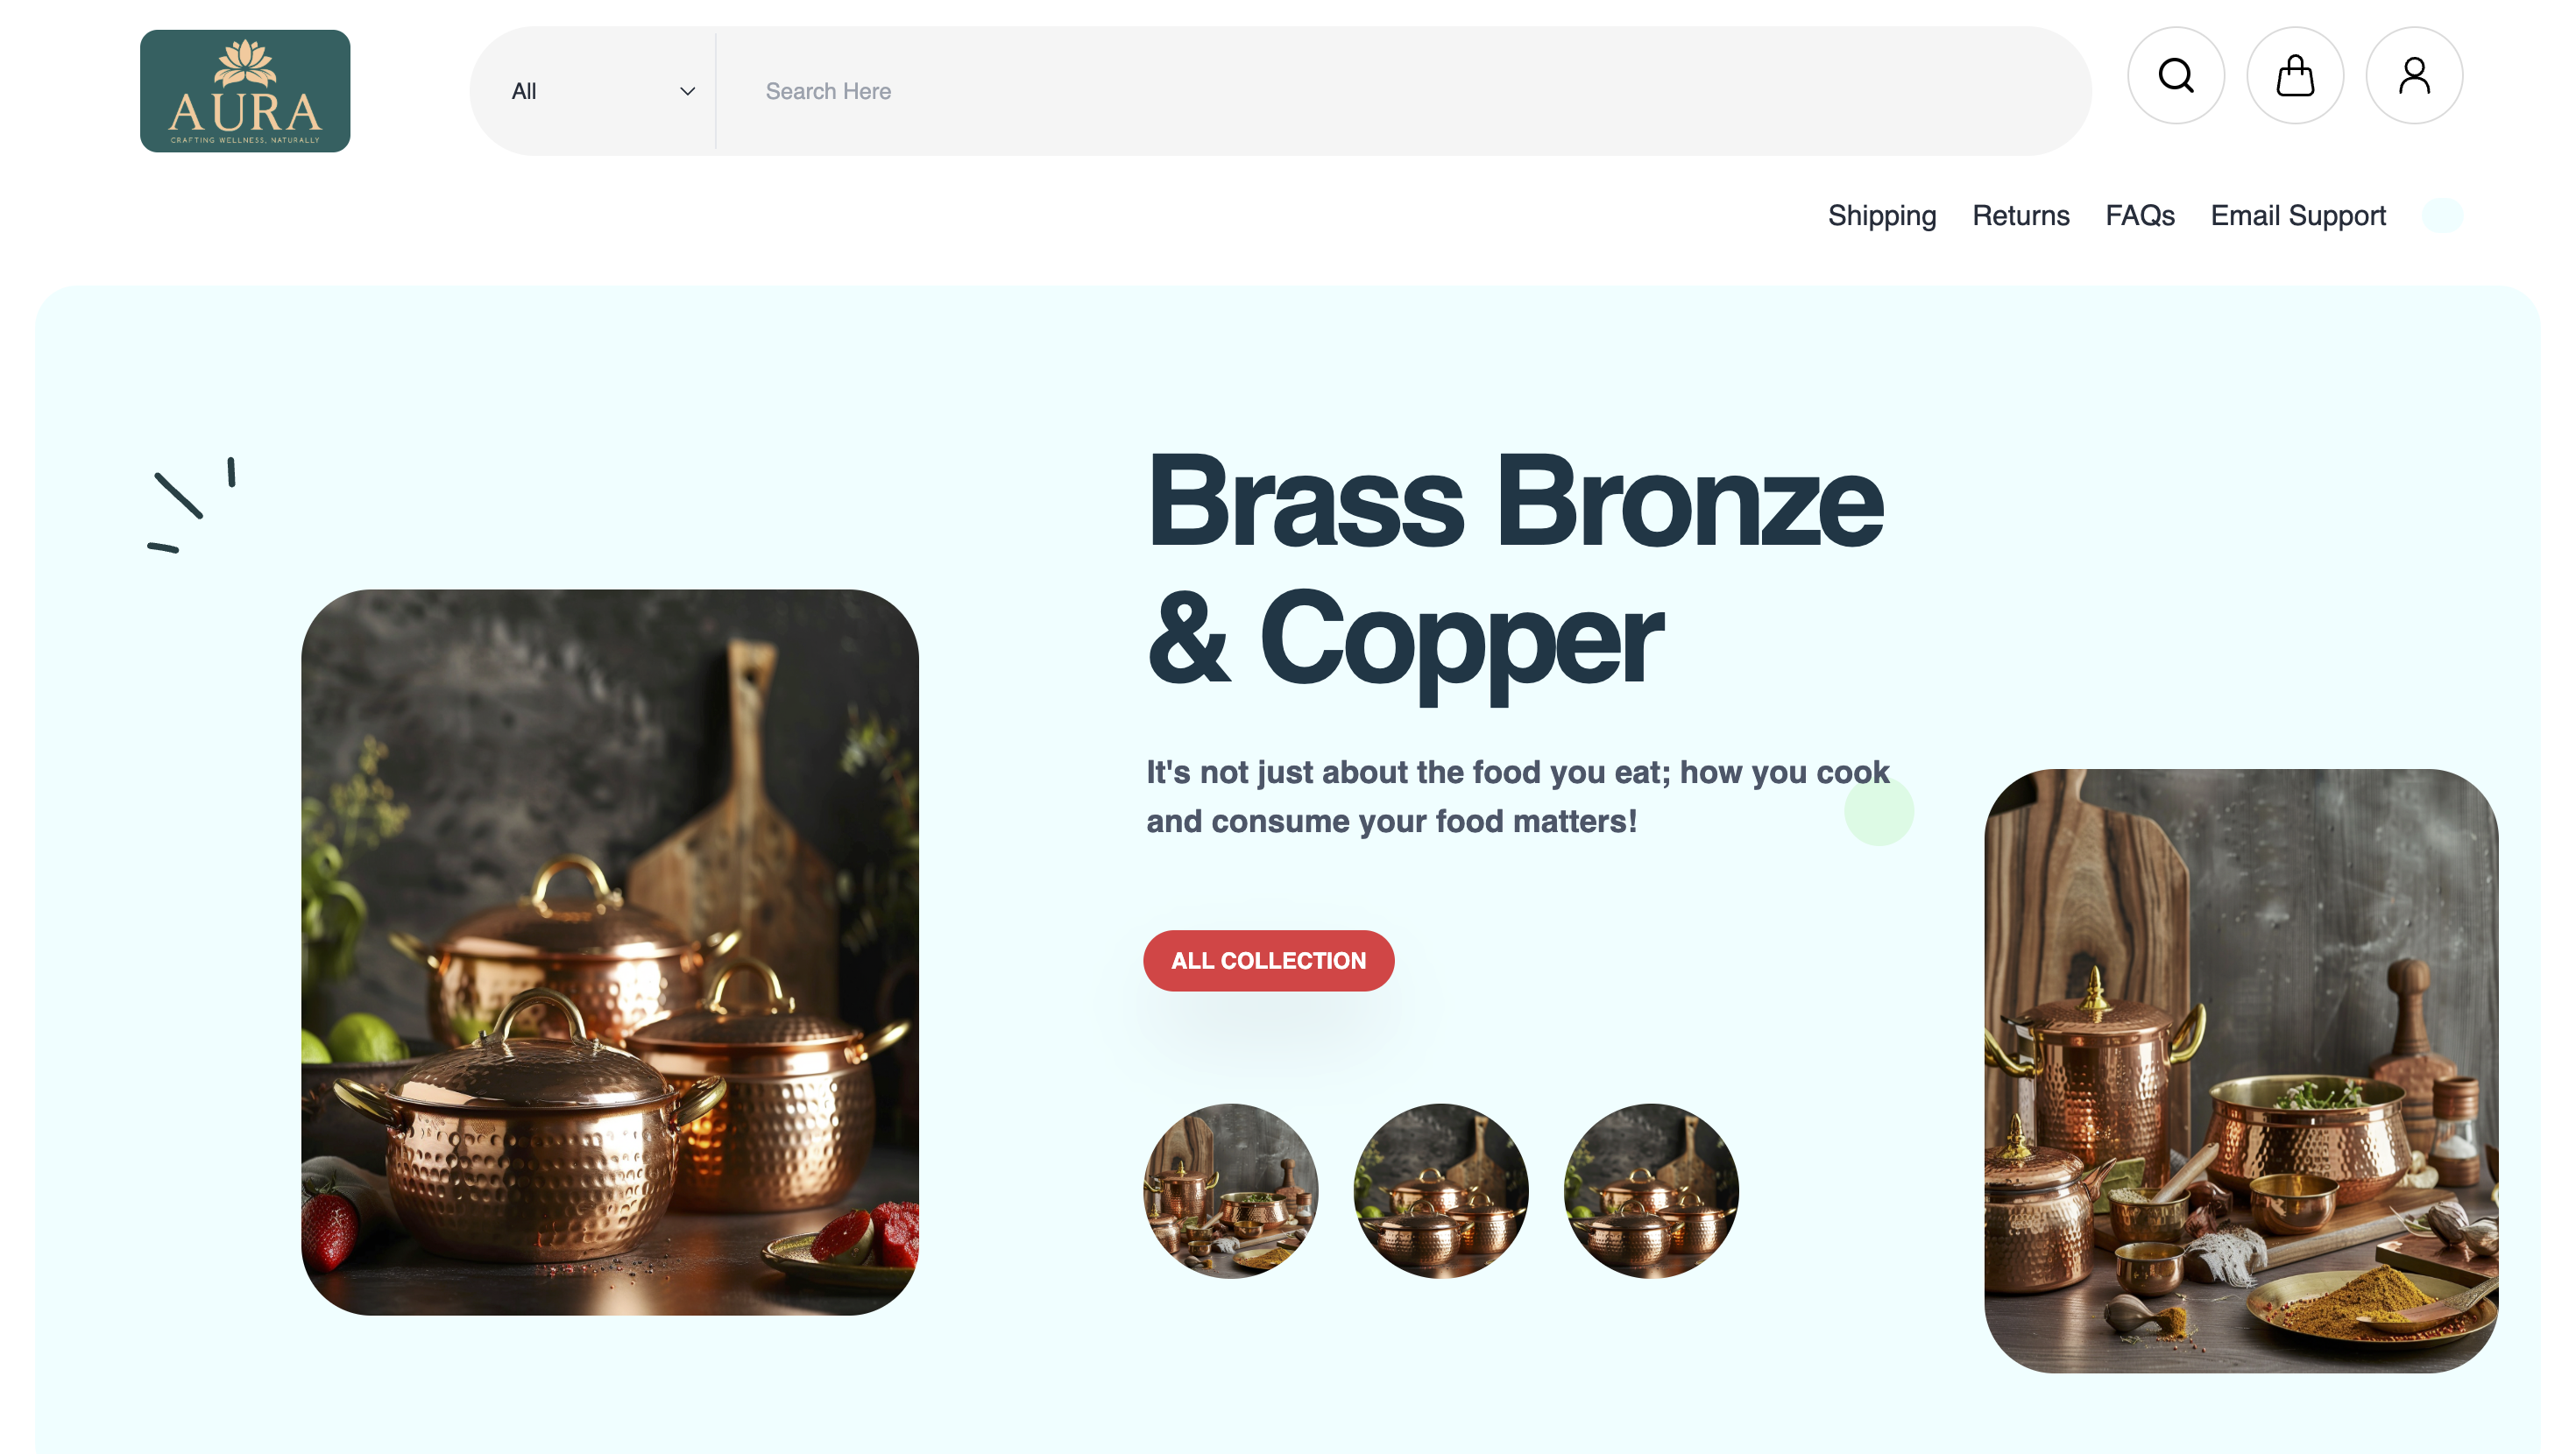 AURA
CRAFTING WELLNESS, NATURALLY
All
Search Here
Shipping Returns FAQs Email Support
Brass Bronze
& Copper
It's not just about the food you eat; how you cook
and consume your food matters!
ALL COLLECTION